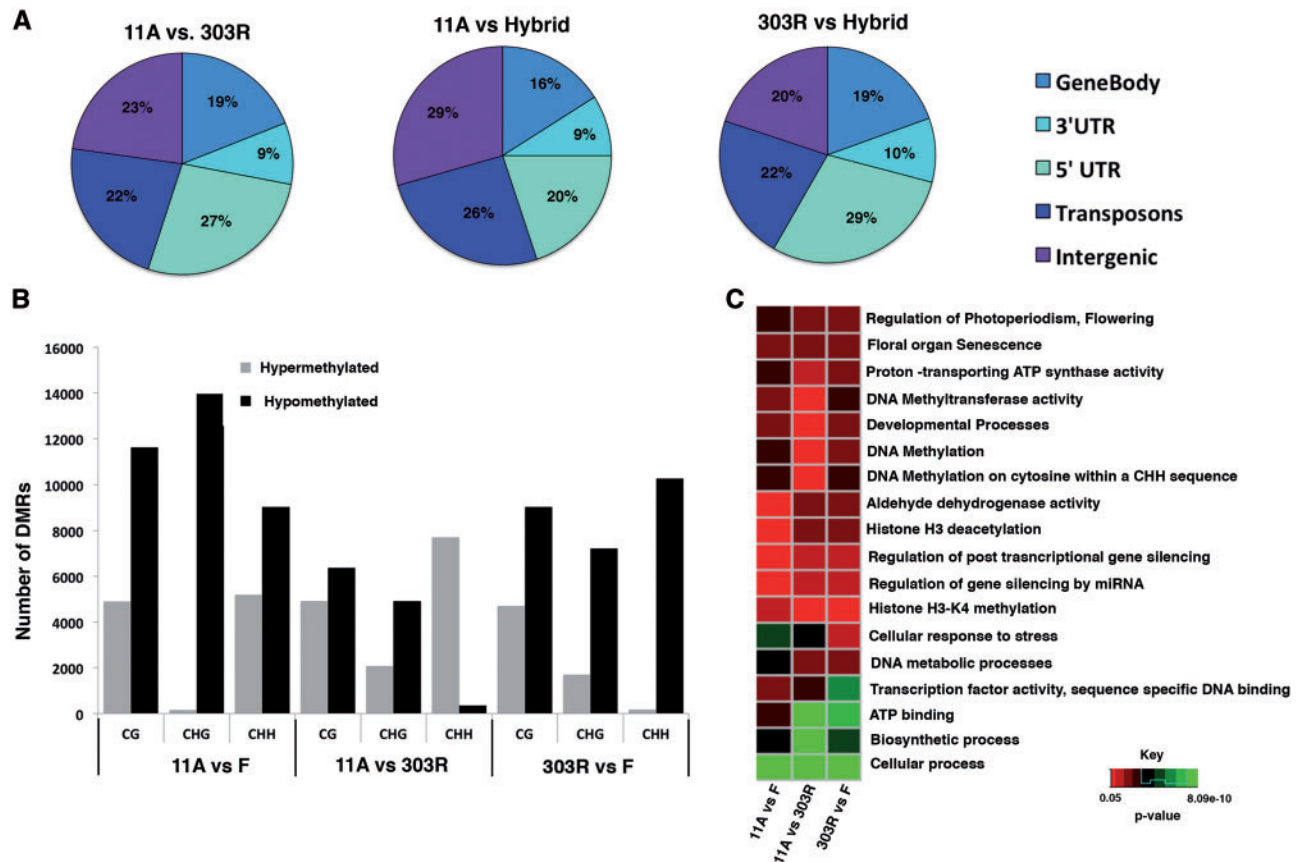 A
11A vs. 303R
11A vs Hybrid
303R vs Hybrid
19%
9%
27%
22%
23%
16%
9%
20%
26%
29%
19%
10%
29%
22%
20%
GeneBody
3'UTR
5' UTR
Transposons
Intergenic
B
Number of DMRs
16000
14000
12000
10000
8000
6000
4000
2000
0
Hypermethylated
Hypomethylated
CG
CHG
CHH
CG
CHG
CHH
CG
CHG
CHH
11A vs F
11A vs 303R
303R vs F
C
Regulation of Photoperiodism, Flowering
Floral organ Senescence
Proton -transporting ATP synthase activity
DNA Methyltransferase activity
Developmental Processes
DNA Methylation
DNA Methylation on cytosine within a CHH sequence
Aldehyde dehydrogenase activity
Histone H3 deacetylation
Regulation of post trasncriptional gene silencing
Regulation of gene silencing by miRNA
Histone H3-K4 methylation
Cellular response to stress
DNA metabolic processes
Transcription factor activity, sequence specific DNA binding
ATP binding
Biosynthetic process
Cellular process
11A vs F
11A vs 303R
303R vs F
Key
0.05
8.09e-10
p-value